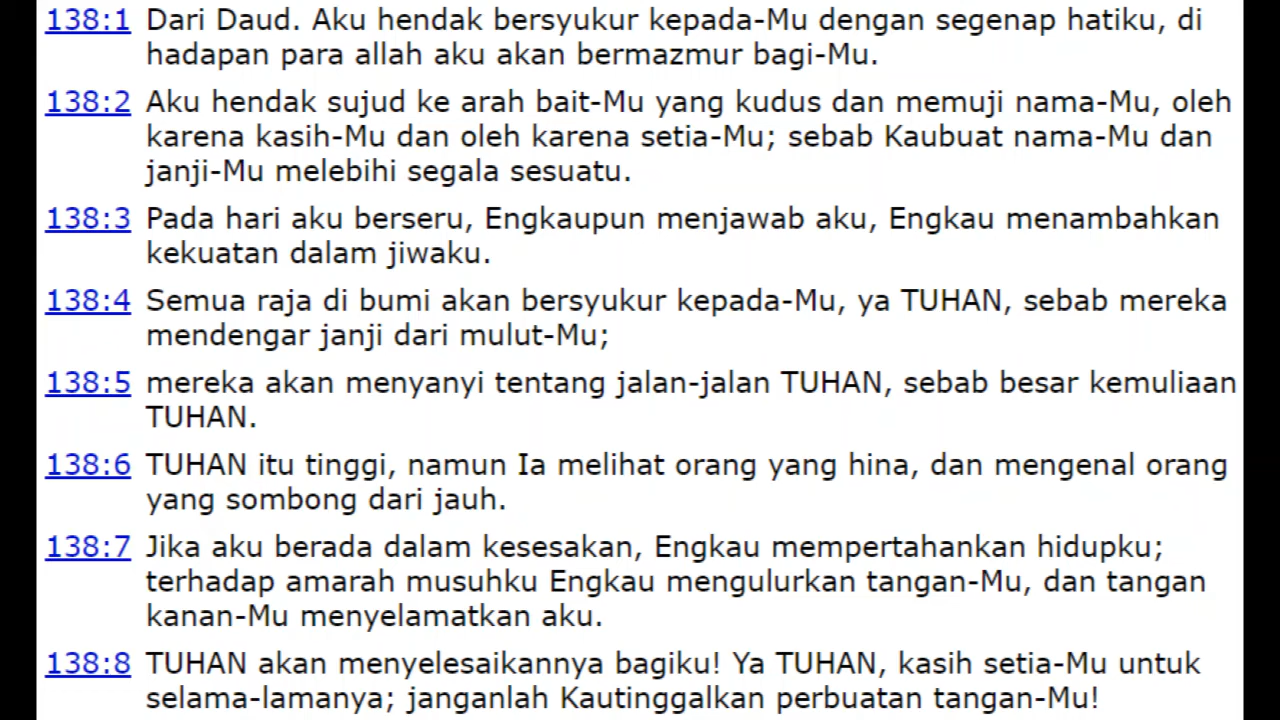 138:1 Dari Daud. Aku hendak bersyukur kepada-Mu dengan segenap hatiku, di
hadapan para allah aku akan bermazmur bagi-Mu.
138:2 Aku hendak sujud ke arah bait-Mu yang kudus dan memuji nama-Mu, oleh
karena kasih-Mu dan oleh karena setia-Mu; sebab Kaubuat nama-Mu dan
janji-Mu melebihi segala sesuatu.
138:3 Pada hari aku berseru, Engkaupun menjawab aku, Engkau menambahkan
kekuatan dalam jiwaku.
138:4 Semua raja di bumi akan bersyukur kepada-Mu, ya TUHAN, sebab mereka
mendengar janji dari mulut-Mu;
138:5 mereka akan menyanyi tentang jalan-jalan TUHAN, sebab besar kemuliaan
TUHAN.
138:6 TUHAN itu tinggi, namun Ia melihat orang yang hina, dan mengenal orang
yang sombong dari jauh.
138:7 Jika aku berada dalam kesesakan, Engkau mempertahankan hidupku;
terhadap amarah musuhku Engkau mengulurkan tangan-Mu, dan tangan
kanan-Mu menyelamatkan aku.
138:8 TUHAN akan menyelesaikannya bagiku! Ya TUHAN, kasih setia-Mu untuk
selama-lamanya; janganlah Kautinggalkan perbuatan tangan-Mu!